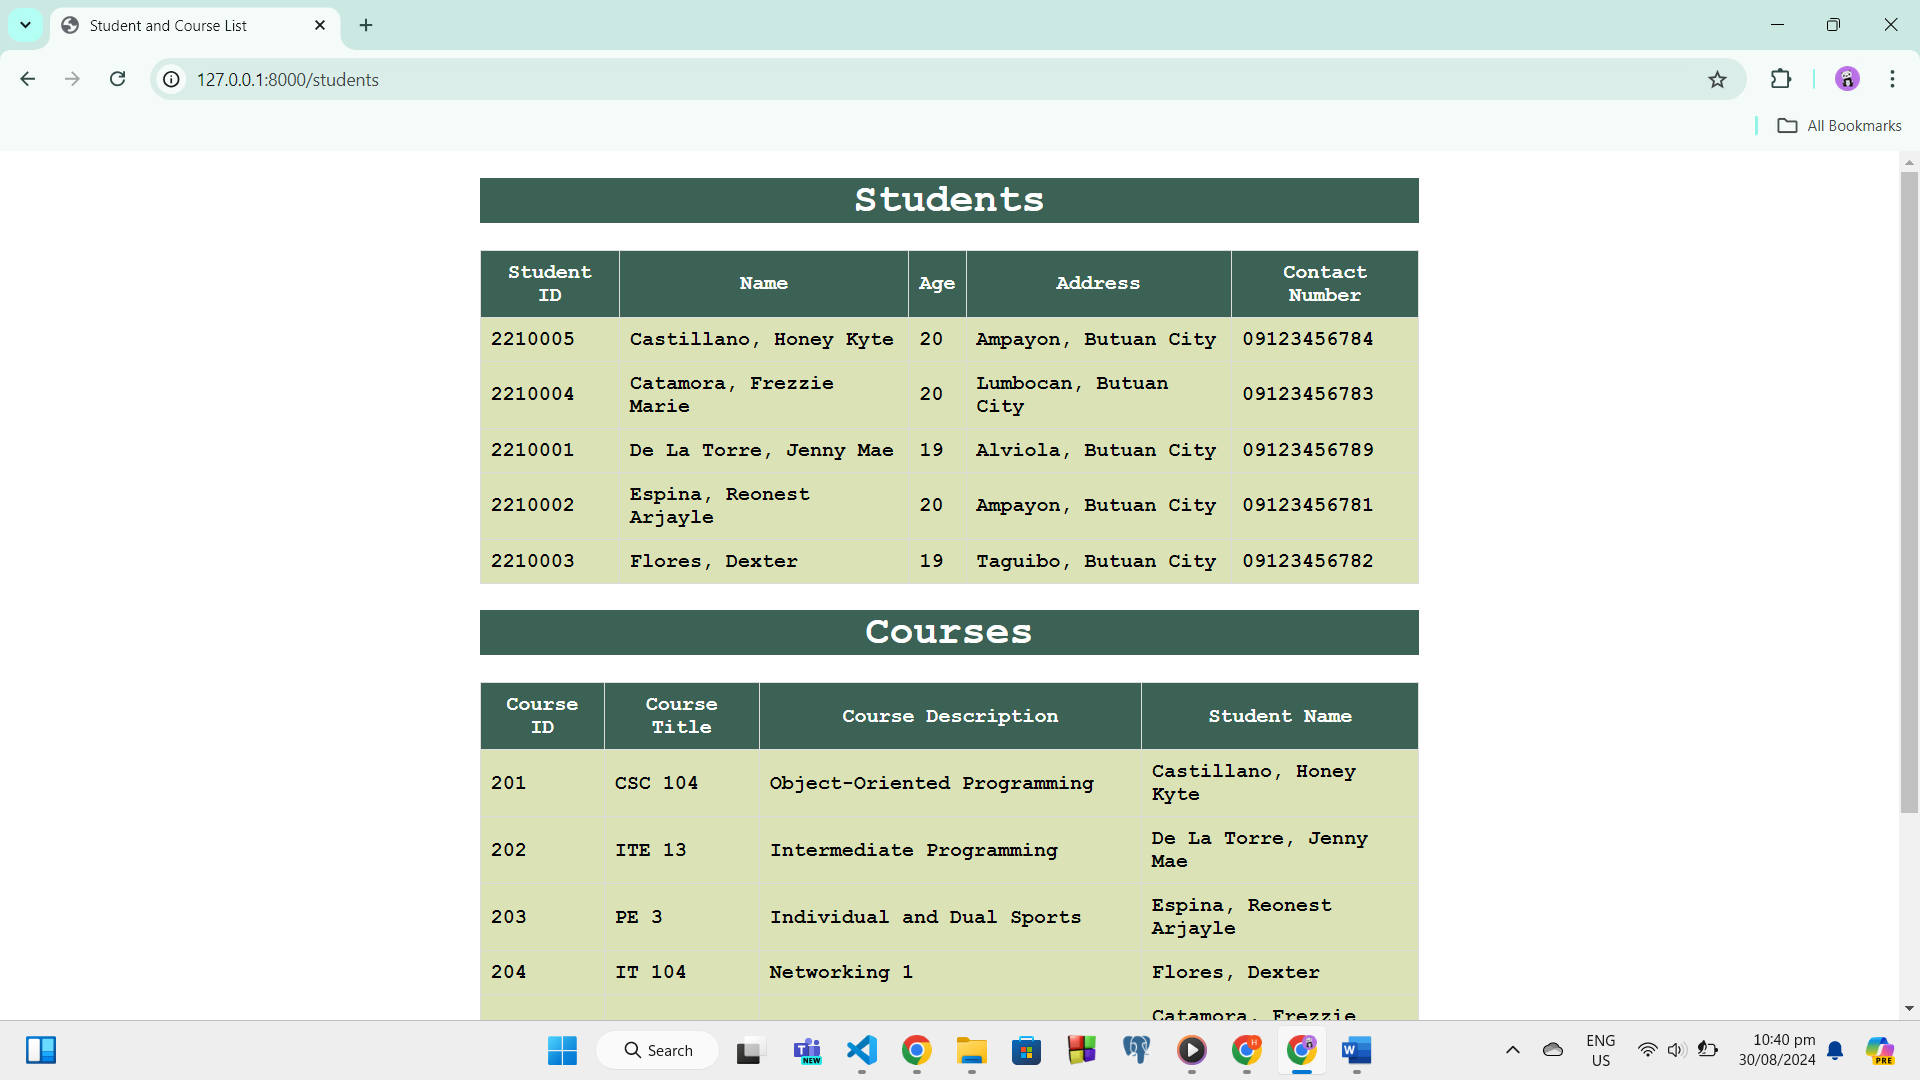 Student and Course List
127.0.0.1:8000/students
All Bookmarks
Students
Student ID Name Age Address Contact Number
2210005 Castillano, Honey Kyte 20 Ampayon, Butuan City 09123456784
2210004 Catamora, Frezzie Marie 20 Lumbocan, Butuan City 09123456783
2210001 De La Torre, Jenny Mae 19 Alviola, Butuan City 09123456789
2210002 Espina, Reonest Arjayle 20 Ampayon, Butuan City 09123456781
2210003 Flores, Dexter 19 Taguibo, Butuan City 09123456782
Courses
Course ID Course Title Course Description Student Name
201 CSC 104 Object-Oriented Programming Castillano, Honey Kyte
202 ITE 13 Intermediate Programming De La Torre, Jenny Mae
203 PE 3 Individual and Dual Sports Espina, Reonest Arjayle
204 IT 104 Networking 1 Flores, Dexter
Catamora, Frezzie
Search
NEW
H
W
ENG
US
10:40 pm
30/08/2024
PRE